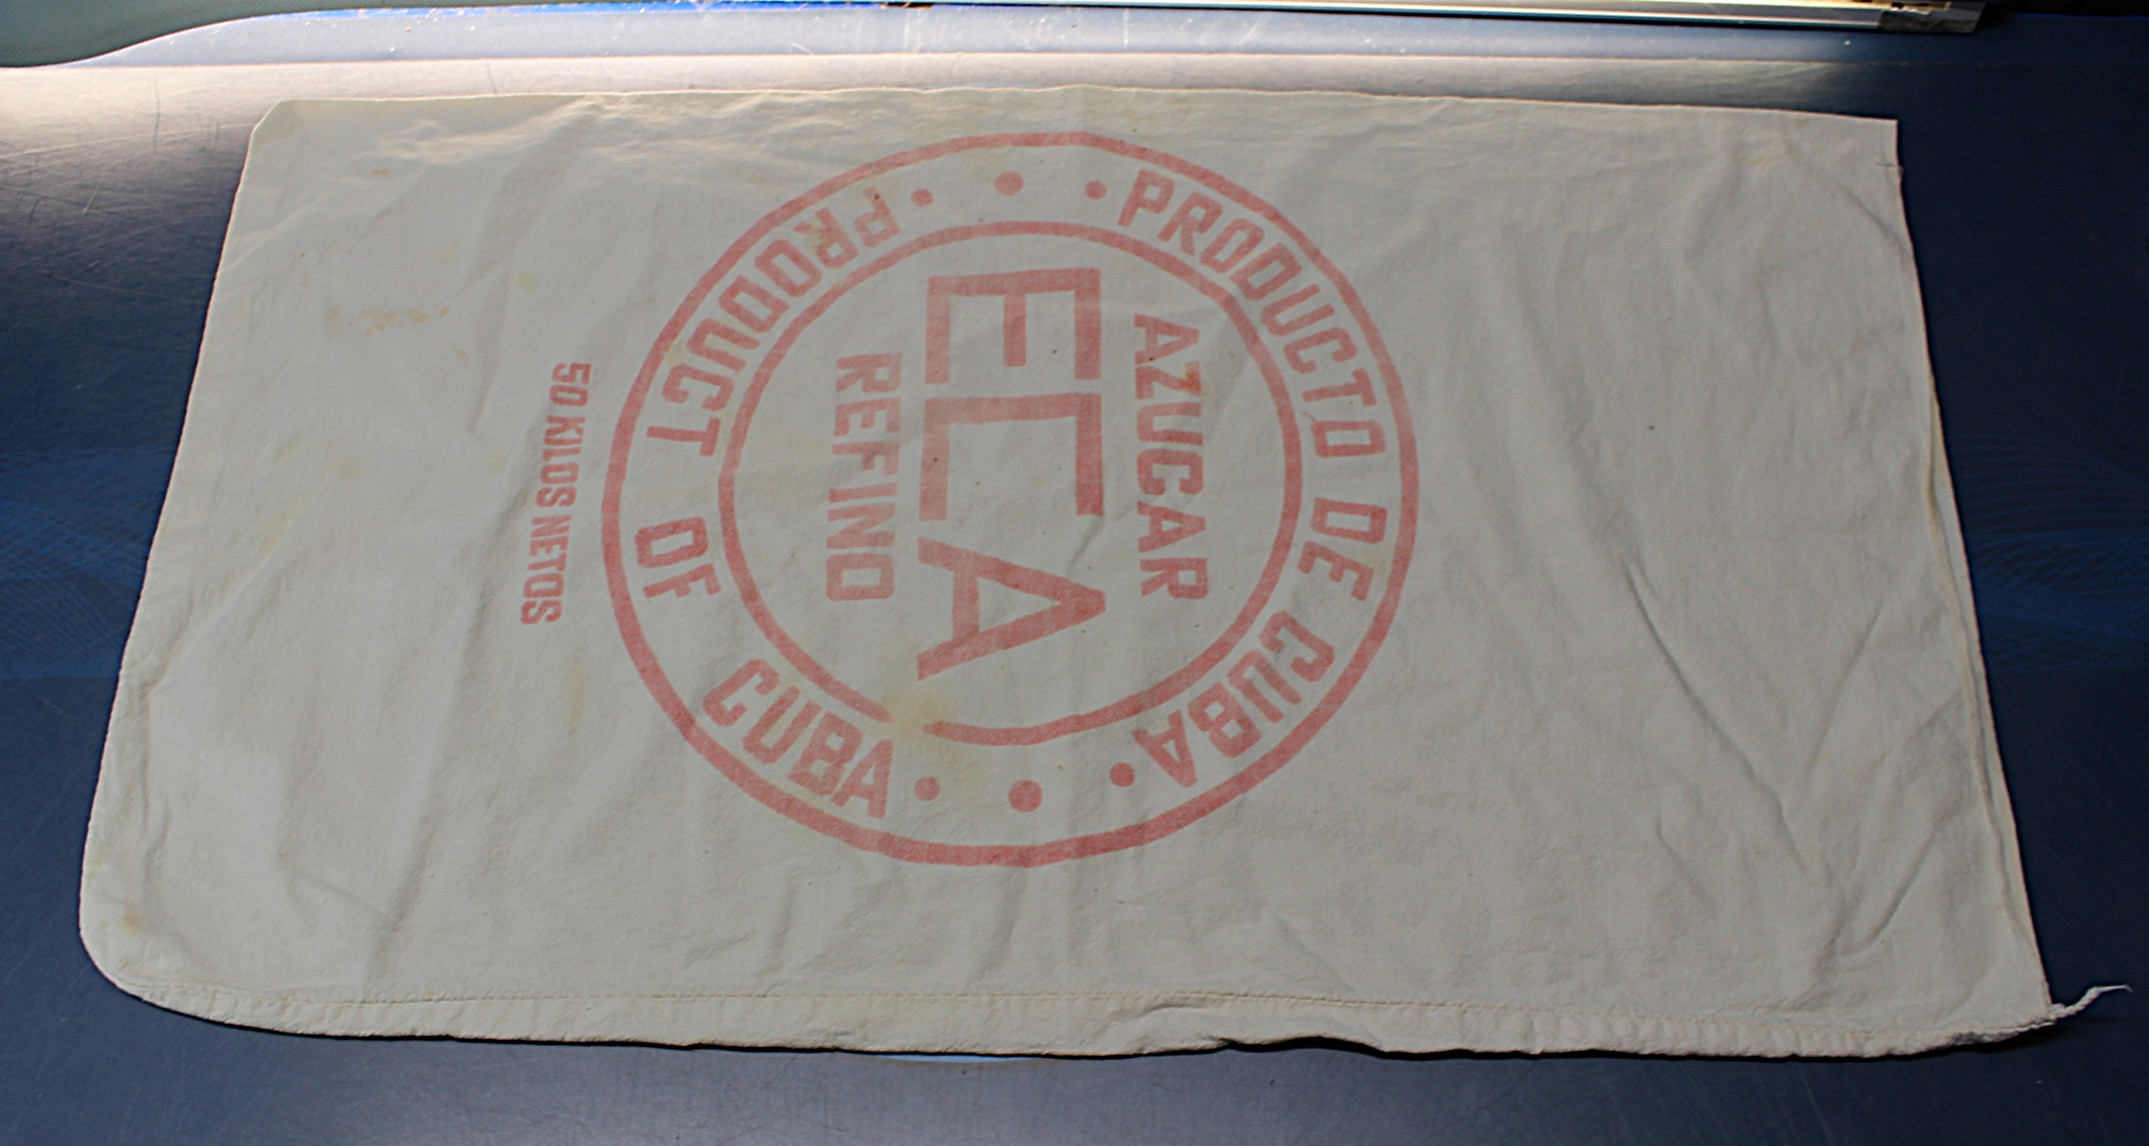 PRODUCTO DE CUBA
AZUCAR
ECA
REFINO
PRODUCT OF CUBA
50 KILOS NETOS